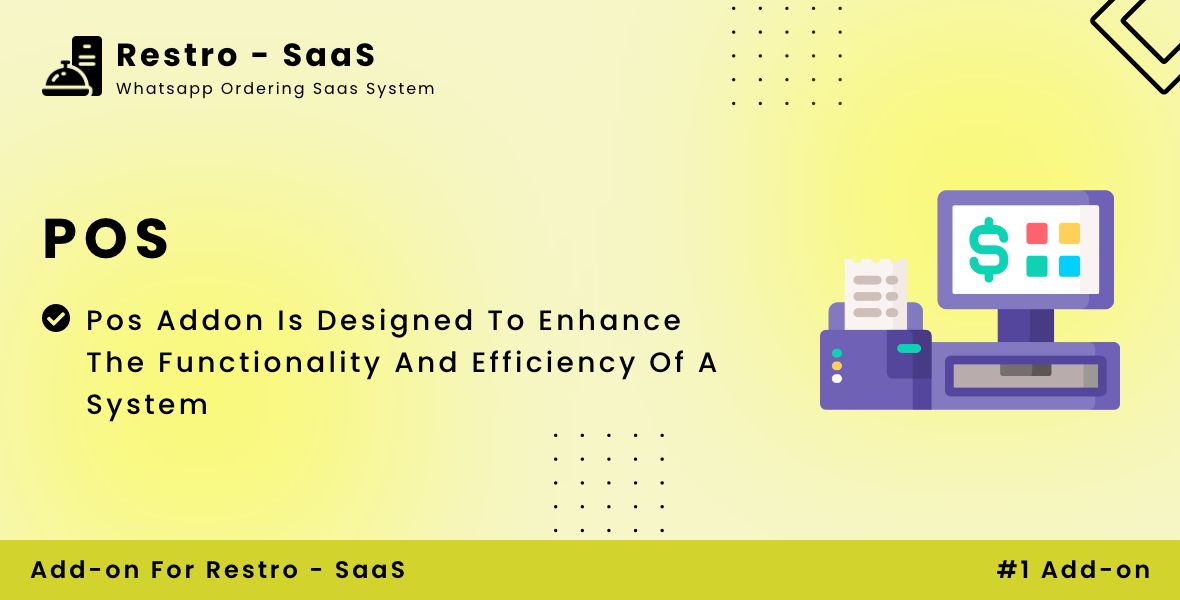 Restro - SaaS
Whatsapp Ordering Saas System
POS
Pos Addon Is Designed To Enhance
The Functionality And Efficiency Of A
System
$
Add-on For Restro - SaaS
#1 Add-on